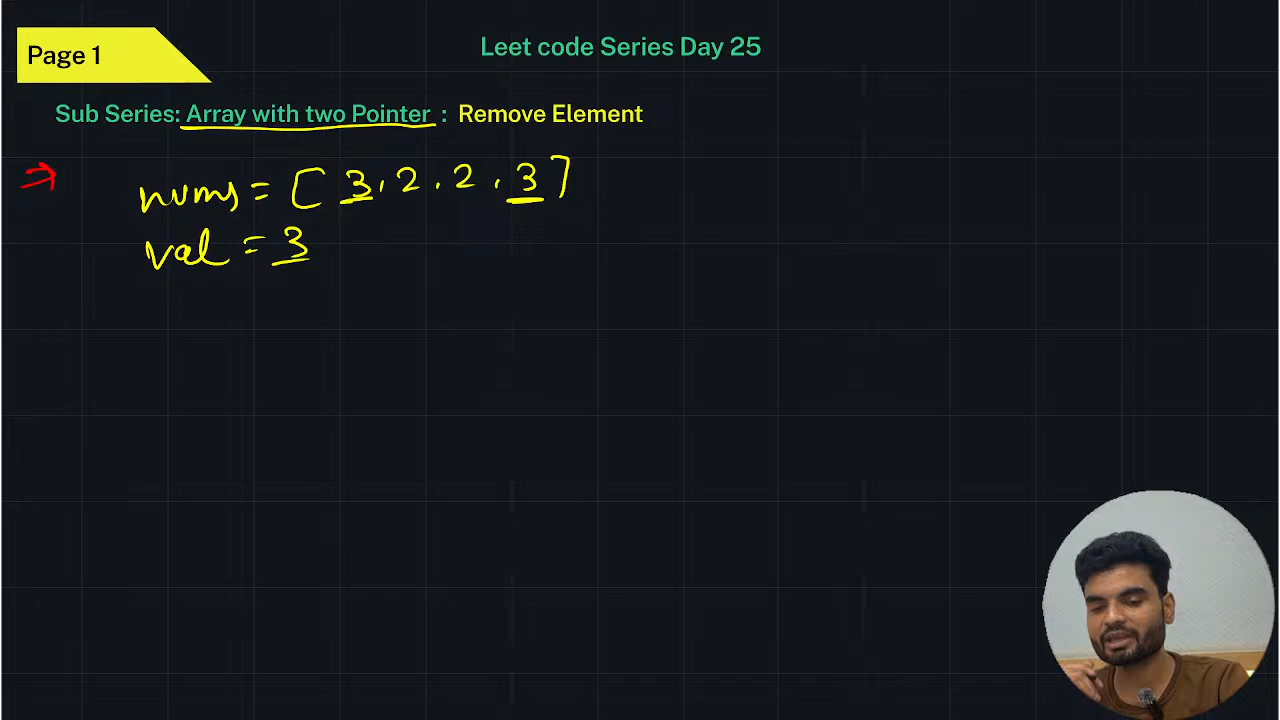 Page 1
Leet code Series Day 25
Sub Series: Array with two Pointer : Remove Element
nums = [ 3, 2, 2, 3 ]
val = 3